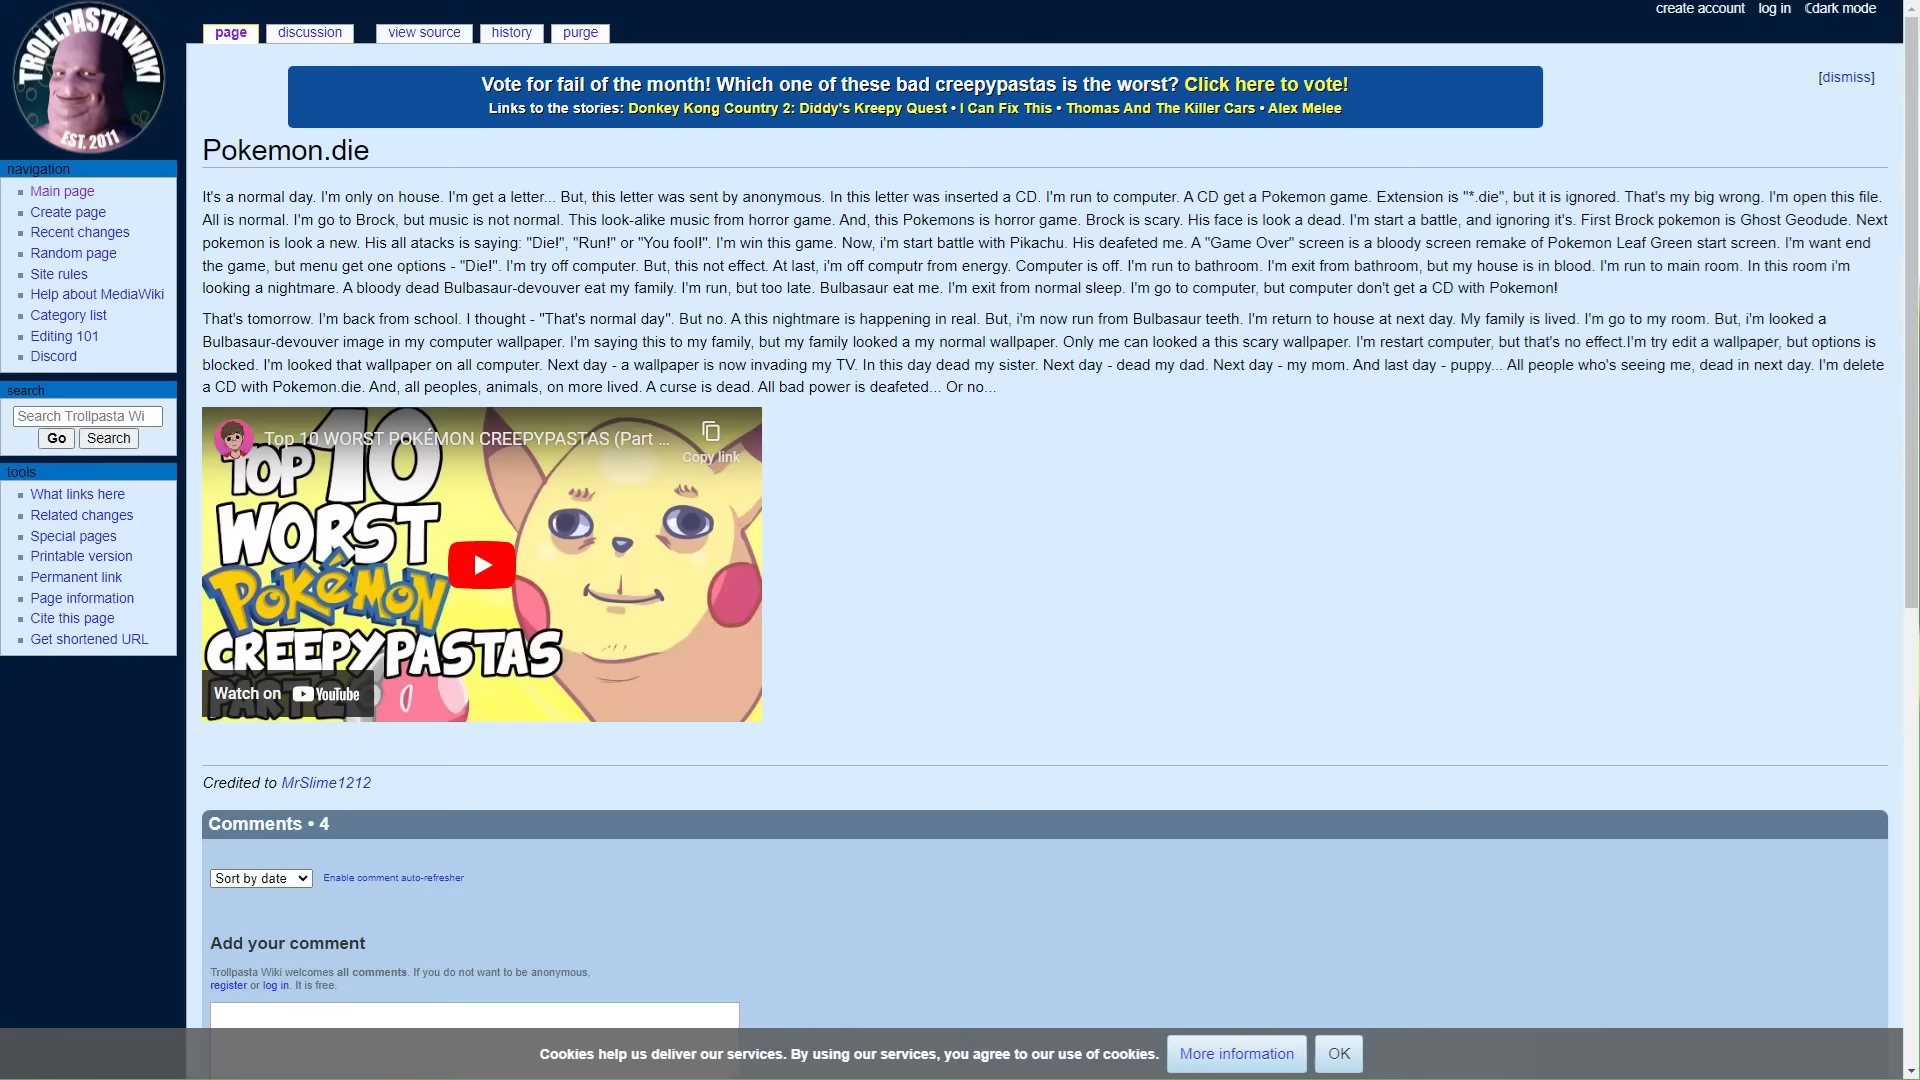 create account log in dark mode
page discussion view source history purge
TROLLPASTA WIKI
EST. 2011
Vote for fail of the month! Which one of these bad creepypastas is the worst? Click here to vote!
[dismiss]
Links to the stories: Donkey Kong Country 2: Diddy's Kreepy Quest • I Can Fix This • Thomas And The Killer Cars • Alex Melee
navigation
Main page
Create page
Recent changes
Random page
Site rules
Help about MediaWiki
Category list
Editing 101
Discord
search
Search Trollpasta Wi
Go Search
tools
What links here
Related changes
Special pages
Printable version
Permanent link
Page information
Cite this page
Get shortened URL
Pokemon.die
It's a normal day. I'm only on house. I'm get a letter... But, this letter was sent by anonymous. In this letter was inserted a CD. I'm run to computer. A CD get a Pokemon game. Extension is "*.die", but it is ignored. That's my big wrong. I'm open this file.
All is normal. I'm go to Brock, but music is not normal. This look-alike music from horror game. And, this Pokemons is horror game. Brock is scary. His face is look a dead. I'm start a battle, and ignoring it's. First Brock pokemon is Ghost Geodude. Next
pokemon is look a new. His all atacks is saying: "Die!", "Run!" or "You fool!". I'm win this game. Now, i'm start battle with Pikachu. His deafeted me. A "Game Over" screen is a bloody screen remake of Pokemon Leaf Green start screen. I'm want end
the game, but menu get one options - "Die!". I'm try off computer. But, this not effect. At last, i'm off computr from energy. Computer is off. I'm run to bathroom. I'm exit from bathroom, but my house is in blood. I'm run to main room. In this room i'm
looking a nightmare. A bloody dead Bulbasaur-devouver eat my family. I'm run, but too late. Bulbasaur eat me. I'm exit from normal sleep. I'm go to computer, but computer don't get a CD with Pokemon!
That's tomorrow. I'm back from school. I thought - "That's normal day". But no. A this nightmare is happening in real. But, i'm now run from Bulbasaur teeth. I'm return to house at next day. My family is lived. I'm go to my room. But, i'm looked a
Bulbasaur-devouver image in my computer wallpaper. I'm saying this to my family, but my family looked a my normal wallpaper. Only me can looked a this scary wallpaper. I'm restart computer, but that's no effect.I'm try edit a wallpaper, but options is
blocked. I'm looked that wallpaper on all computer. Next day - a wallpaper is now invading my TV. In this day dead my sister. Next day - dead my dad. Next day - my mom. And last day - puppy... All people who's seeing me, dead in next day. I'm delete
a CD with Pokemon.die. And, all peoples, animals, on more lived. A curse is dead. All bad power is deafeted... Or no...
Top 10 WORST POKÉMON CREEPYPASTAS (Part ...
Copy link
TOP 10
WORST
POKéMON
CREEPYPASTAS
PART 2
Watch on YouTube
Credited to MrSlime1212
Comments • 4
Sort by date Enable comment auto-refresher
Add your comment
Trollpasta Wiki welcomes all comments. If you do not want to be anonymous,
register or log in. It is free.
Cookies help us deliver our services. By using our services, you agree to our use of cookies. More information OK